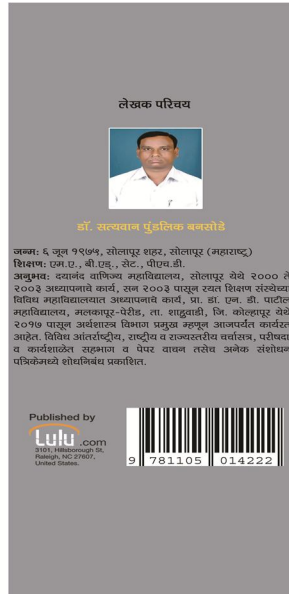 लेखक परिचय
डॉ. सत्यवान पुंडलिक बनसोडे
जन्म: ६ जून १९७५, सोलापूर शहर, सोलापूर (महाराष्ट्र)
शिक्षण: एम.ए., बी.एड्., सेट., पीएच.डी.
अनुभव: दयानंद वाणिज्य महाविद्यालय, सोलापूर येथे २००० ते
२००३ अध्यापनाचे कार्य, सन २००३ पासून रयत शिक्षण संस्थेच्या
विविध महाविद्यालयात अध्यापनाचे कार्य, प्रा. डॉ. एन. डी. पाटील
महाविद्यालय, मलकापूर-पेरीड, ता. शाहुवाडी, जि. कोल्हापूर येथे
२०१७ पासून अर्थशास्त्र विभाग प्रमुख म्हणून आजपर्यंत कार्यरत
आहेत. विविध आंतरर्राष्ट्रीय, राष्ट्रीय व राज्यस्तरीय चर्चासत्र, परीषदा
व कार्यशाळेत सहभाग व पेपर वाचन तसेच अनेक संशोधन
पत्रिकेमध्ये शोधनिबंध प्रकाशित.
Published by
Lulu.com
3101, Hillsborough St,
Raleigh, NC 27607,
United States.
9 781105 014222